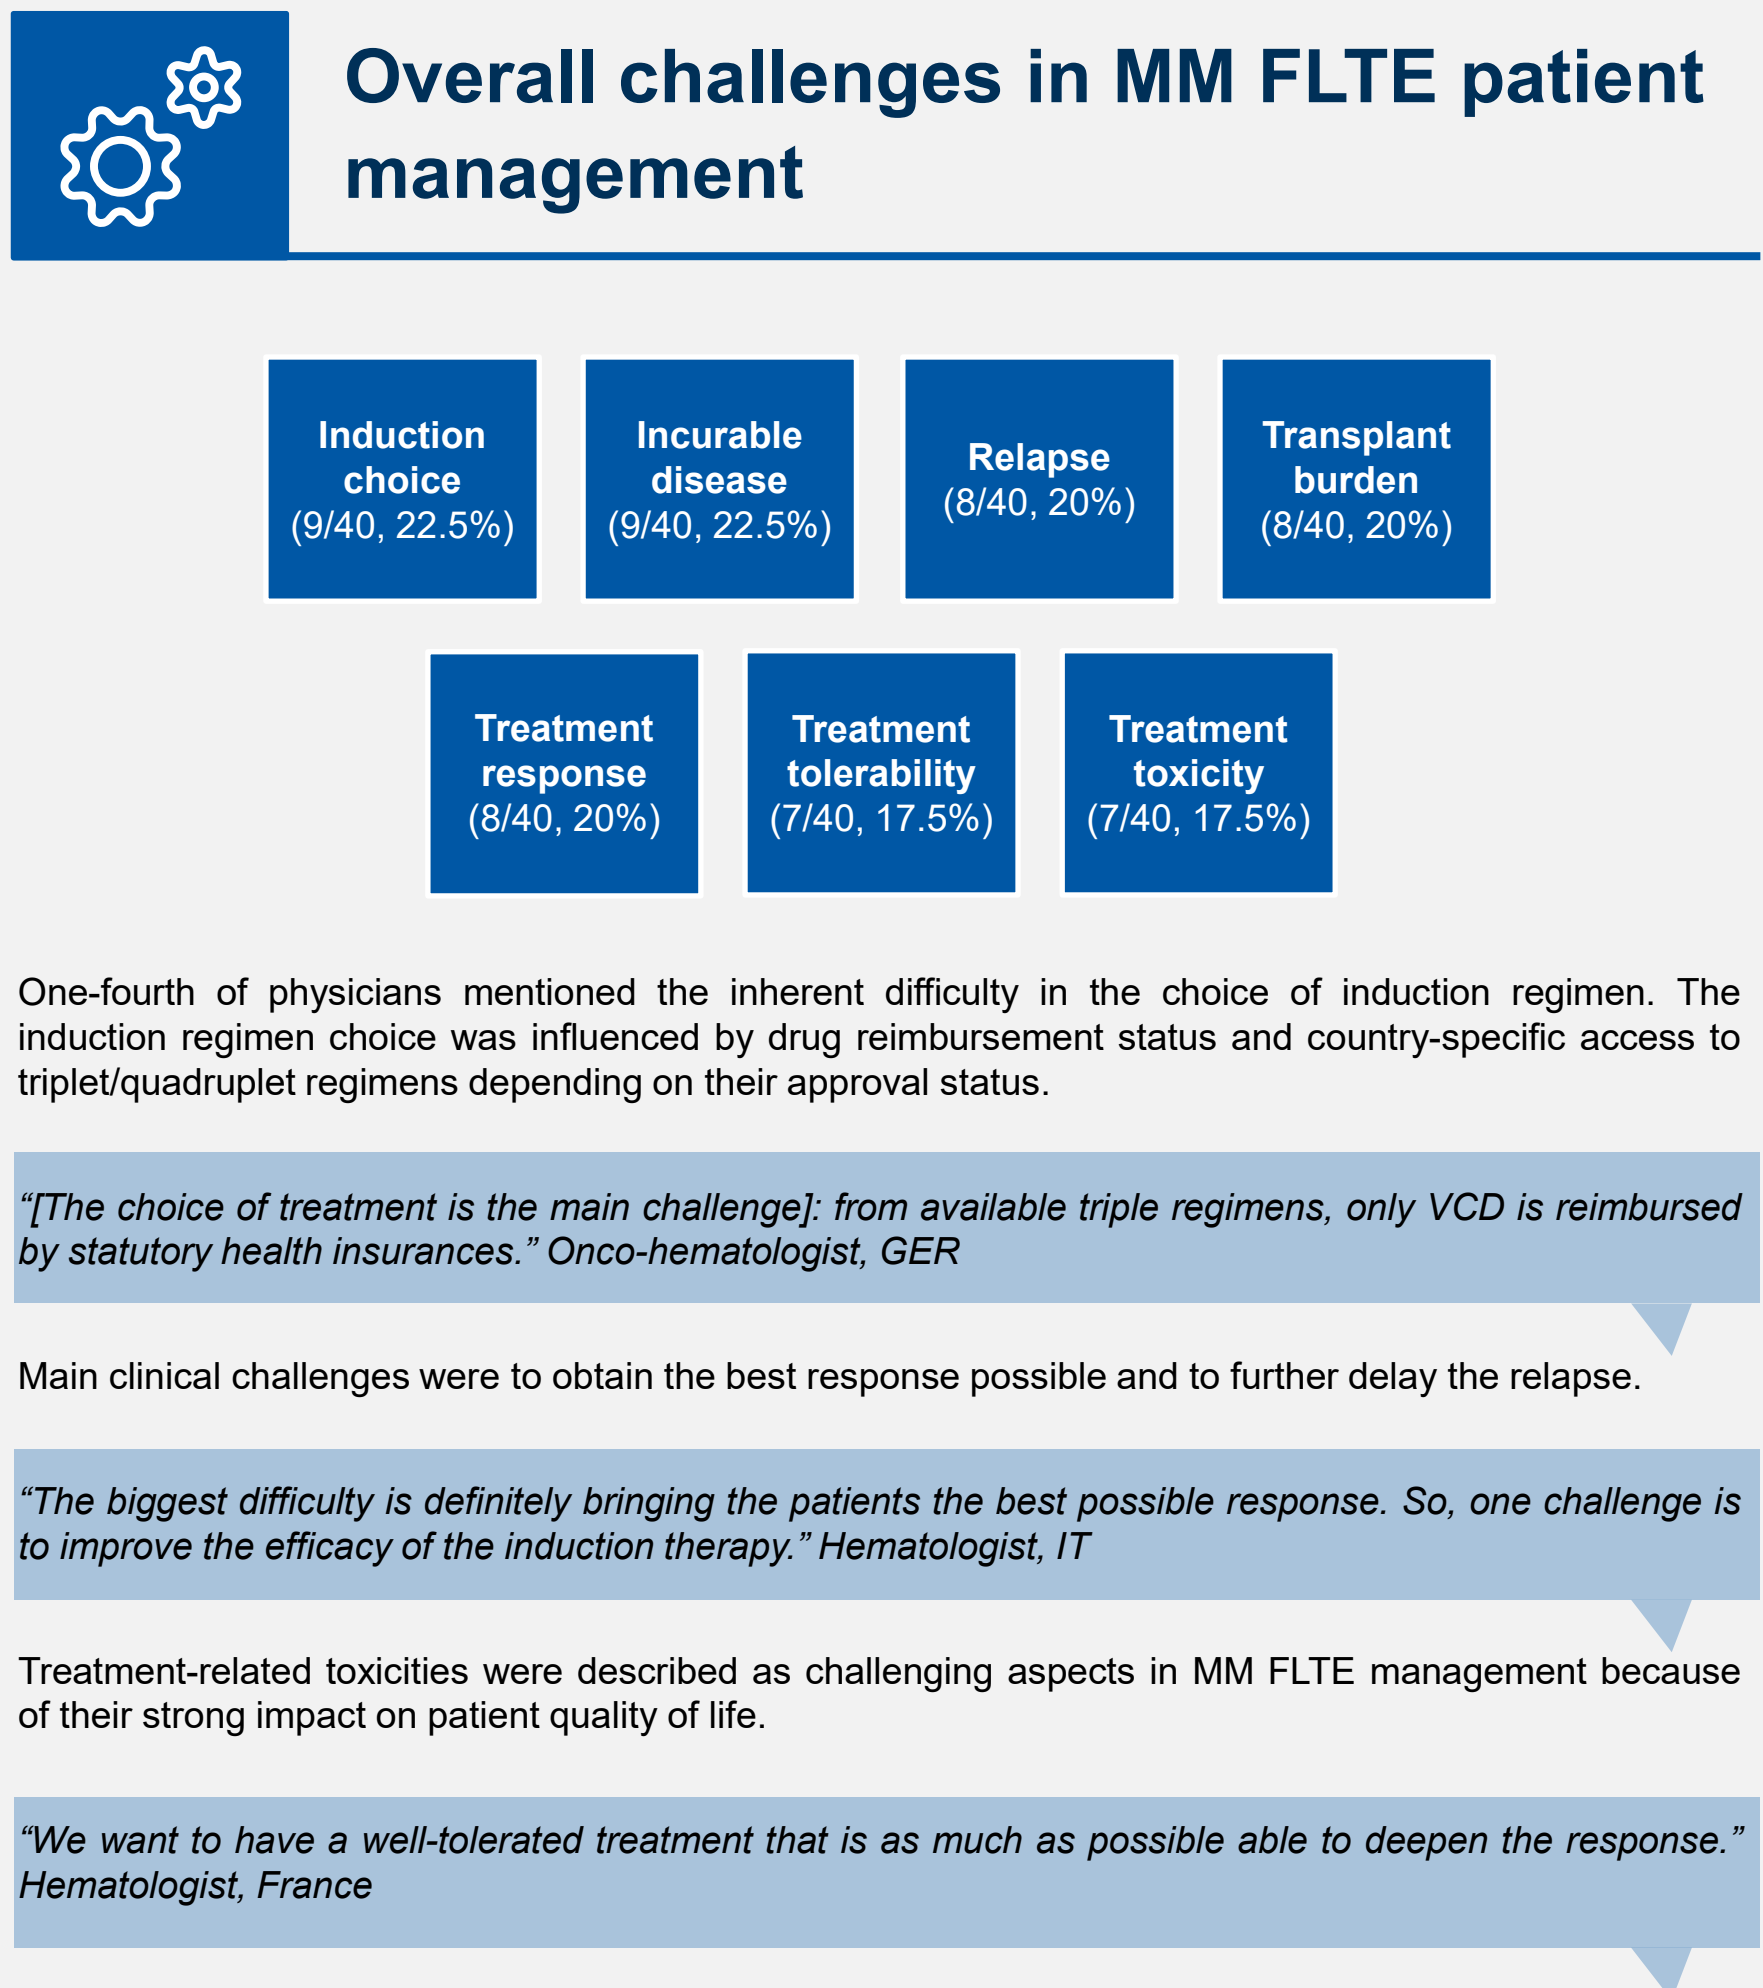 Overall challenges in MM FLTE patient
management
Induction
choice
(9/40, 22.5%)
Incurable
disease
(9/40, 22.5%)
Relapse
(8/40, 20%)
Transplant
burden
(8/40, 20%)
Treatment
response
(8/40, 20%)
Treatment
tolerability
(7/40, 17.5%)
Treatment
toxicity
(7/40, 17.5%)
One-fourth of physicians mentioned the inherent difficulty in the choice of induction regimen. The
induction regimen choice was influenced by drug reimbursement status and country-specific access to
triplet/quadruplet regimens depending on their approval status.
“[The choice of treatment is the main challenge]: from available triple regimens, only VCD is reimbursed
by statutory health insurances.” Onco-hematologist, GER
Main clinical challenges were to obtain the best response possible and to further delay the relapse.
“The biggest difficulty is definitely bringing the patients the best possible response. So, one challenge is
to improve the efficacy of the induction therapy.” Hematologist, IT
Treatment-related toxicities were described as challenging aspects in MM FLTE management because
of their strong impact on patient quality of life.
“We want to have a well-tolerated treatment that is as much as possible able to deepen the response.”
Hematologist, France